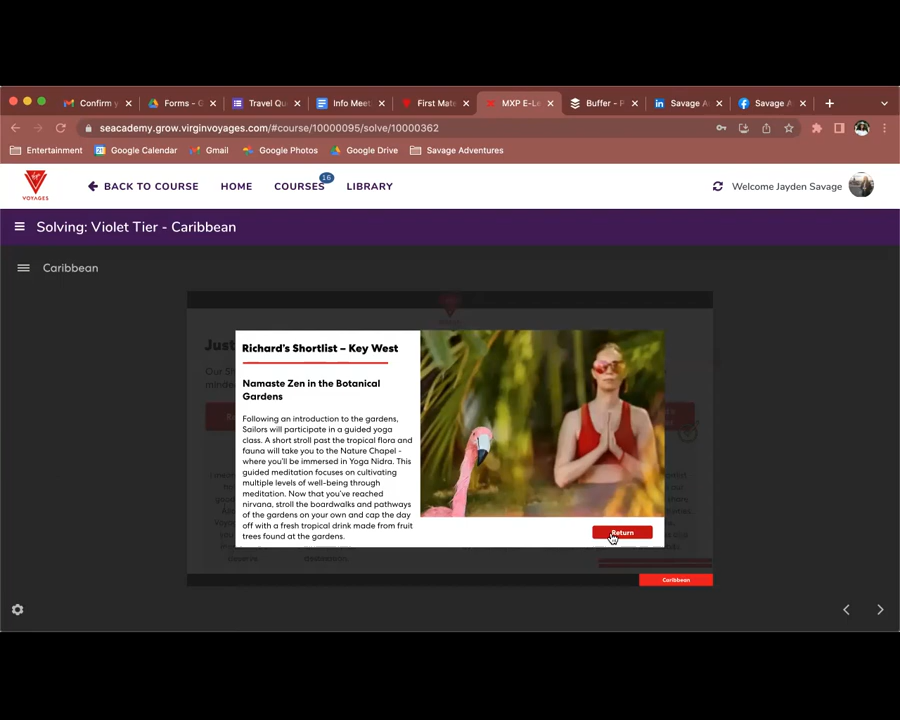 Confirm y
Forms - G
Travel Qu
Info Meet
First Mate
MXP E-Le
Buffer - P
Savage A
Savage A
seacademy.grow.virginvoyages.com/#course/10000095/solve/10000362
Entertainment
Google Calendar
Gmail
Google Photos
Google Drive
Savage Adventures
VOYAGES
BACK TO COURSE
HOME
COURSES
16
LIBRARY
Welcome Jayden Savage
Solving: Violet Tier - Caribbean
Caribbean
Just
Our Sh
minde
Richard's Shortlist – Key West
Namaste Zen in the Botanical
Gardens
Following an introduction to the gardens,
Sailors will participate in a guided yoga
class. A short stroll past the tropical flora and
fauna will take you to the Nature Chapel -
where you'll be immersed in Yoga Nidra. This
guided meditation focuses on cultivating
multiple levels of well-being through
meditation. Now that you've reached
nirvana, stroll the boardwalks and pathways
of the gardens on your own and cap the day
off with a fresh tropical drink made from fruit
trees found at the gardens.
Return
Caribbean